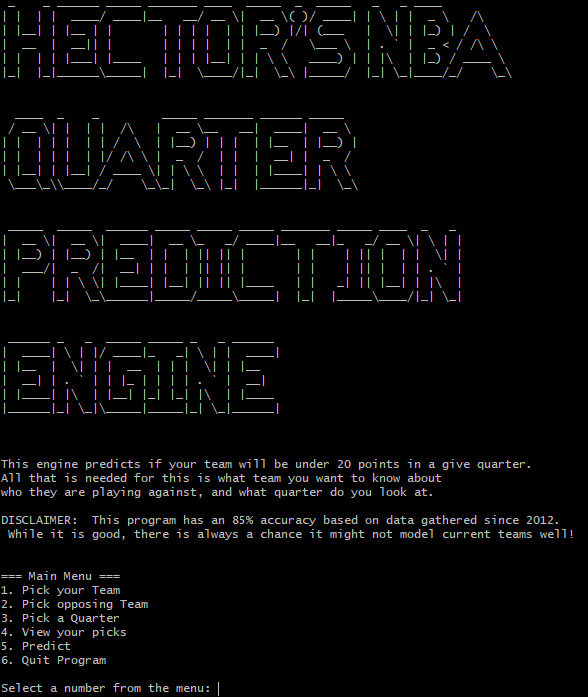 HECTOR'S NBA
QUARTER
PREDICTION
ENGINE
This engine predicts if your team will be under 20 points in a give quarter.
All that is needed for this is what team you want to know about
who they are playing against, and what quarter do you look at.
DISCLAIMER:  This program has an 85% accuracy based on data gathered since 2012.
While it is good, there is always a chance it might not model current teams well!
=== Main Menu ===
1. Pick your Team
2. Pick opposing Team
3. Pick a Quarter
4. View your picks
5. Predict
6. Quit Program
Select a number from the menu: